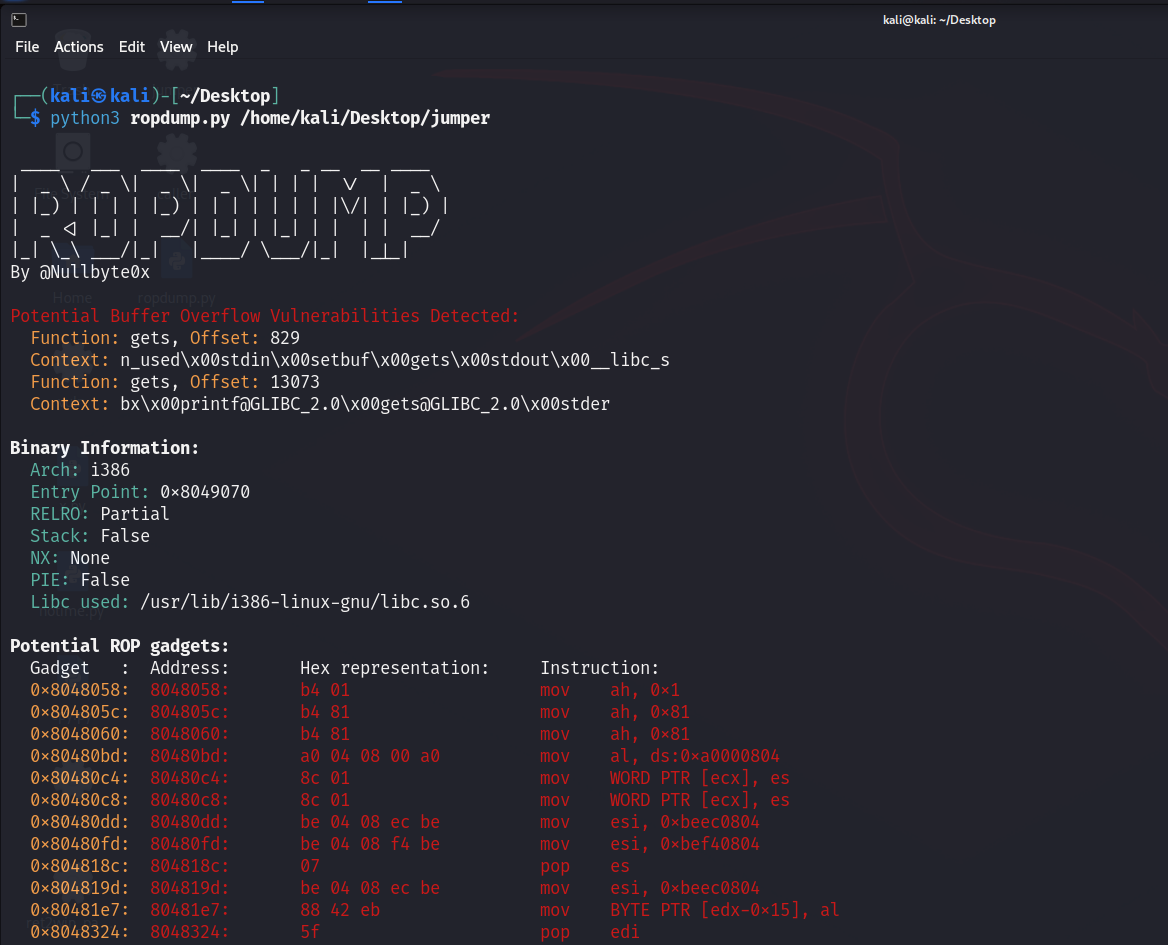 kali@kali: ~/Desktop
File Actions Edit View Help
┌──(kali㉿kali)-[~/Desktop]
└─$ python3 ropdump.py /home/kali/Desktop/jumper
ROPDUMP
By @Nullbyte0x
Home ropdump.py
Potential Buffer Overflow Vulnerabilities Detected:
Function: gets, Offset: 829
Context: n_used\x00stdin\x00setbuf\x00gets\x00stdout\x00__libc_s
Function: gets, Offset: 13073
Context: bx\x00printf@GLIBC_2.0\x00gets@GLIBC_2.0\x00stder
Binary Information:
Arch: i386
Entry Point: 0×8049070
RELRO: Partial
Stack: False
NX: None
PIE: False
Libc used: /usr/lib/i386-linux-gnu/libc.so.6
Potential ROP gadgets:
Gadget : Address: Hex representation: Instruction:
0×8048058: 8048058: b4 01 mov ah, 0×1
0×804805c: 804805c: b4 81 mov ah, 0×81
0×8048060: 8048060: b4 81 mov ah, 0×81
0×80480bd: 80480bd: a0 04 08 00 a0 mov al, ds:0×a0000804
0×80480c4: 80480c4: 8c 01 mov WORD PTR [ecx], es
0×80480c8: 80480c8: 8c 01 mov WORD PTR [ecx], es
0×80480dd: 80480dd: be 04 08 ec be mov esi, 0×beec0804
0×80480fd: 80480fd: be 04 08 f4 be mov esi, 0×bef40804
0×804818c: 804818c: 07 pop es
0×804819d: 804819d: be 04 08 ec be mov esi, 0×beec0804
0×80481e7: 80481e7: 88 42 eb mov BYTE PTR [edx-0×15], al
0×8048324: 8048324: 5f pop edi